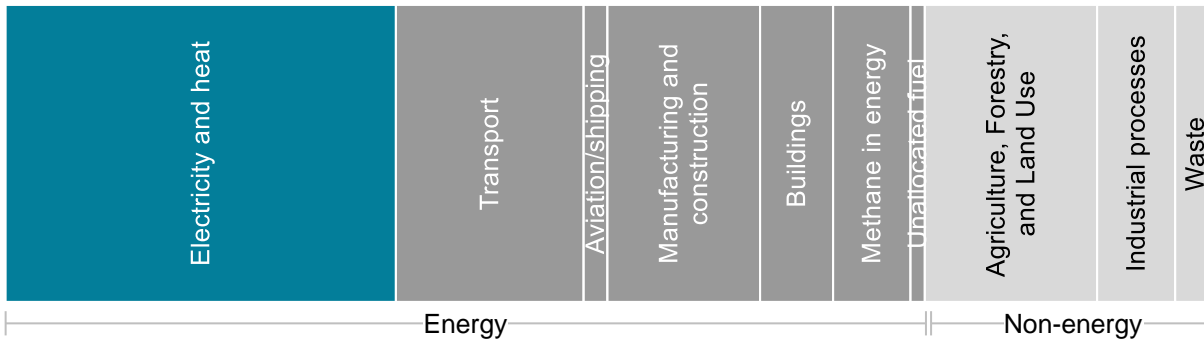 Electricity and heat
Transport
Aviation/shipping
Manufacturing and
construction
Buildings
Methane in energy
Unallocated fuel
Agriculture, Forestry,
and Land Use
Industrial processes
Waste
Energy
Non-energy